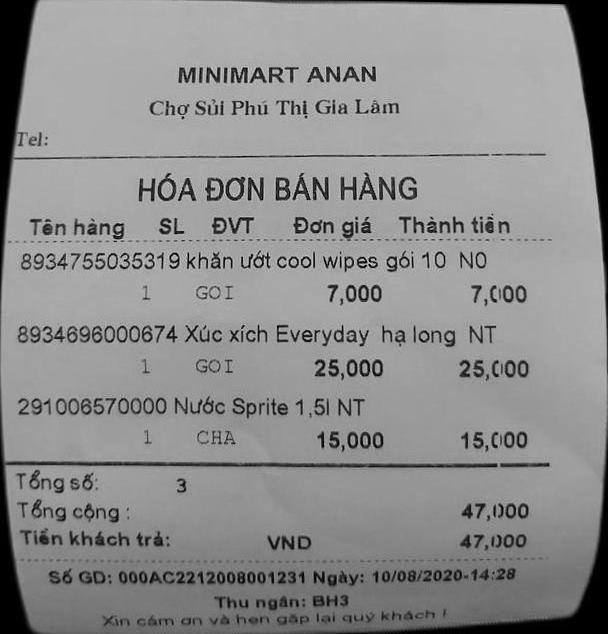 MINIMART ANAN
Chợ Sủi Phú Thị Gia Lâm
Tel:
HÓA ĐƠN BÁN HÀNG
Tên hàng SL ĐVT Đơn giá Thành tiền
8934755035319 khăn ướt cool wipes gói 10 N0
1 GOI 7,000 7,000
8934696000674 Xúc xích Everyday hạ long NT
1 GOI 25,000 25,000
291006570000 Nước Sprite 1,5l NT
1 CHA 15,000 15,000
Tổng số: 3
Tổng cộng : 47,000
Tiền khách trả: VND 47,000
Số GD: 000AC2212008001231 Ngày: 10/08/2020-14:28
Thu ngân: BH3
Xin cảm ơn và hẹn gặp lại quý khách !